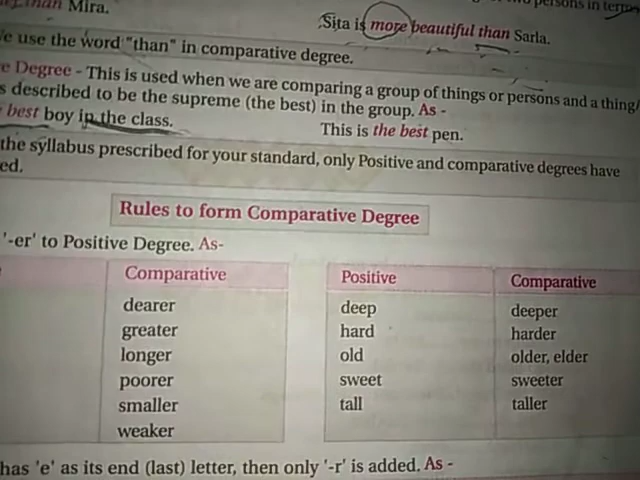 than Mira.
persons in terms
Sita is more beautiful than Sarla.
e use the word "than" in comparative degree.
e Degree - This is used when we are comparing a group of things or persons and a thing/
s described to be the supreme (the best) in the group. As -
best boy in the class.
This is the best pen.
the syllabus prescribed for your standard, only Positive and comparative degrees have
ed.
Rules to form Comparative Degree
'-er' to Positive Degree. As-
Comparative
dearer
greater
longer
poorer
smaller
weaker
Positive Comparative
deep deeper
hard harder
old older, elder
sweet sweeter
tall taller
has 'e' as its end (last) letter, then only '-r' is added. As -